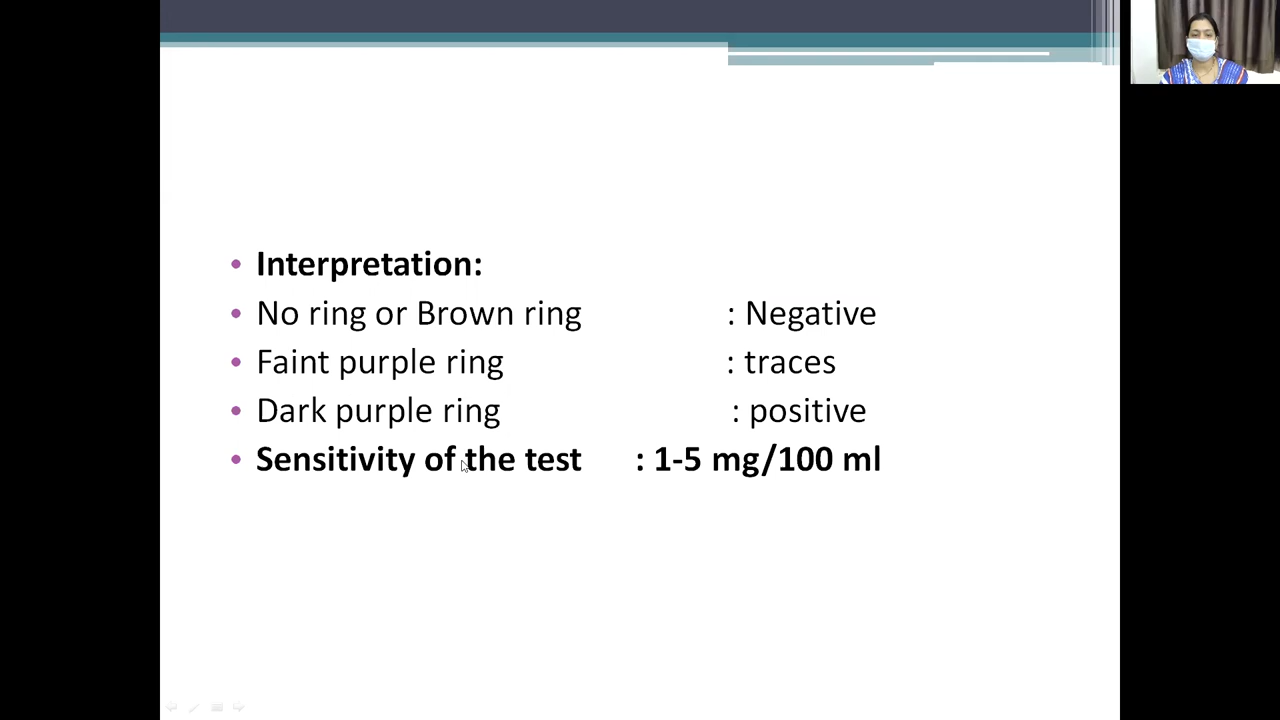 • Interpretation:
• No ring or Brown ring : Negative
• Faint purple ring : traces
• Dark purple ring : positive
• Sensitivity of the test : 1-5 mg/100 ml